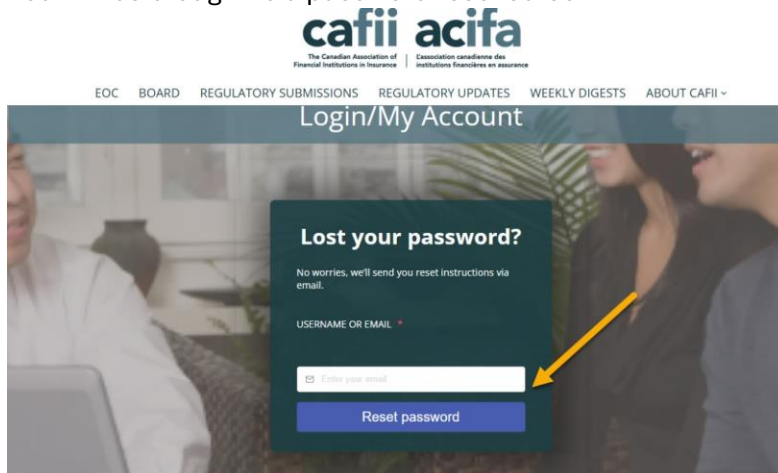 cafii acifa
The Canadian Association of
Financial Institutions in Insurance
L'association canadienne des
institutions financières en assurance
EOC BOARD REGULATORY SUBMISSIONS REGULATORY UPDATES WEEKLY DIGESTS ABOUT CAFII
Login/My Account
Lost your password?
No worries, we'll send you reset instructions via
email.
USERNAME OR EMAIL *
Enter your email
Reset password